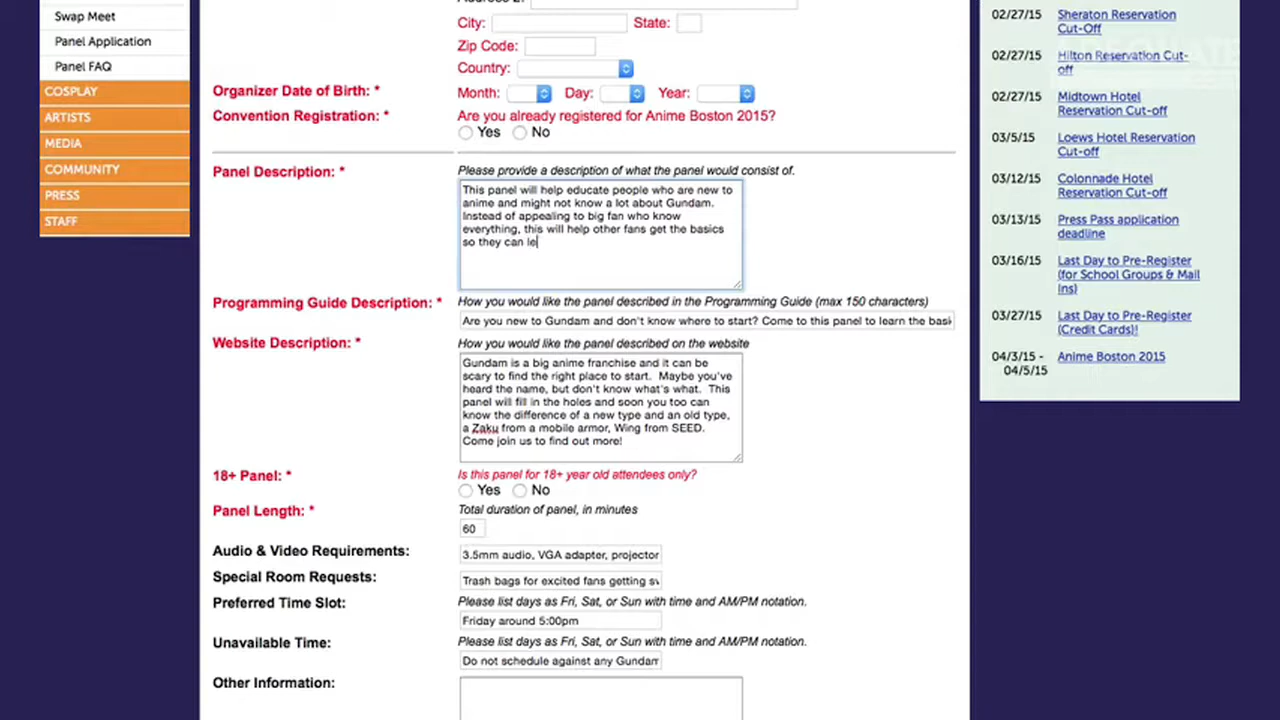 Swap Meet
Panel Application
Panel FAQ
COSPLAY
ARTISTS
MEDIA
COMMUNITY
PRESS
STAFF
City:
State:
Zip Code:
Country:
Organizer Date of Birth: *
Month:
Day:
Year:
Convention Registration: *
Are you already registered for Anime Boston 2015?
Yes
No
Panel Description: *
Please provide a description of what the panel would consist of.
This panel will help educate people who are new to
anime and might not know a lot about Gundam.
Instead of appealing to big fan who know
everything, this will help other fans get the basics
so they can le
Programming Guide Description: *
How you would like the panel described in the Programming Guide (max 150 characters)
Are you new to Gundam and don't know where to start? Come to this panel to learn the basi
Website Description: *
How you would like the panel described on the website
Gundam is a big anime franchise and it can be
scary to find the right place to start. Maybe you've
heard the name, but don't know what's what. This
panel will fill in the holes and soon you too can
know the difference of a new type and an old type,
a Zaku from a mobile armor, Wing from SEED.
Come join us to find out more!
18+ Panel: *
Is this panel for 18+ year old attendees only?
Yes
No
Panel Length: *
Total duration of panel, in minutes
60
Audio & Video Requirements:
3.5mm audio, VGA adapter, projector
Special Room Requests:
Trash bags for excited fans getting sw
Preferred Time Slot:
Please list days as Fri, Sat, or Sun with time and AM/PM notation.
Friday around 5:00pm
Unavailable Time:
Please list days as Fri, Sat, or Sun with time and AM/PM notation.
Do not schedule against any Gundam
Other Information:
02/27/15
Sheraton Reservation
Cut-Off
02/27/15
Hilton Reservation Cut-
off
02/27/15
Midtown Hotel
Reservation Cut-off
03/5/15
Loews Hotel Reservation
Cut-off
03/12/15
Colonnade Hotel
Reservation Cut-off
03/13/15
Press Pass application
deadline
03/16/15
Last Day to Pre-Register
(for School Groups & Mail
Ins)
03/27/15
Last Day to Pre-Register
(Credit Cards)!
04/3/15 -
04/5/15
Anime Boston 2015